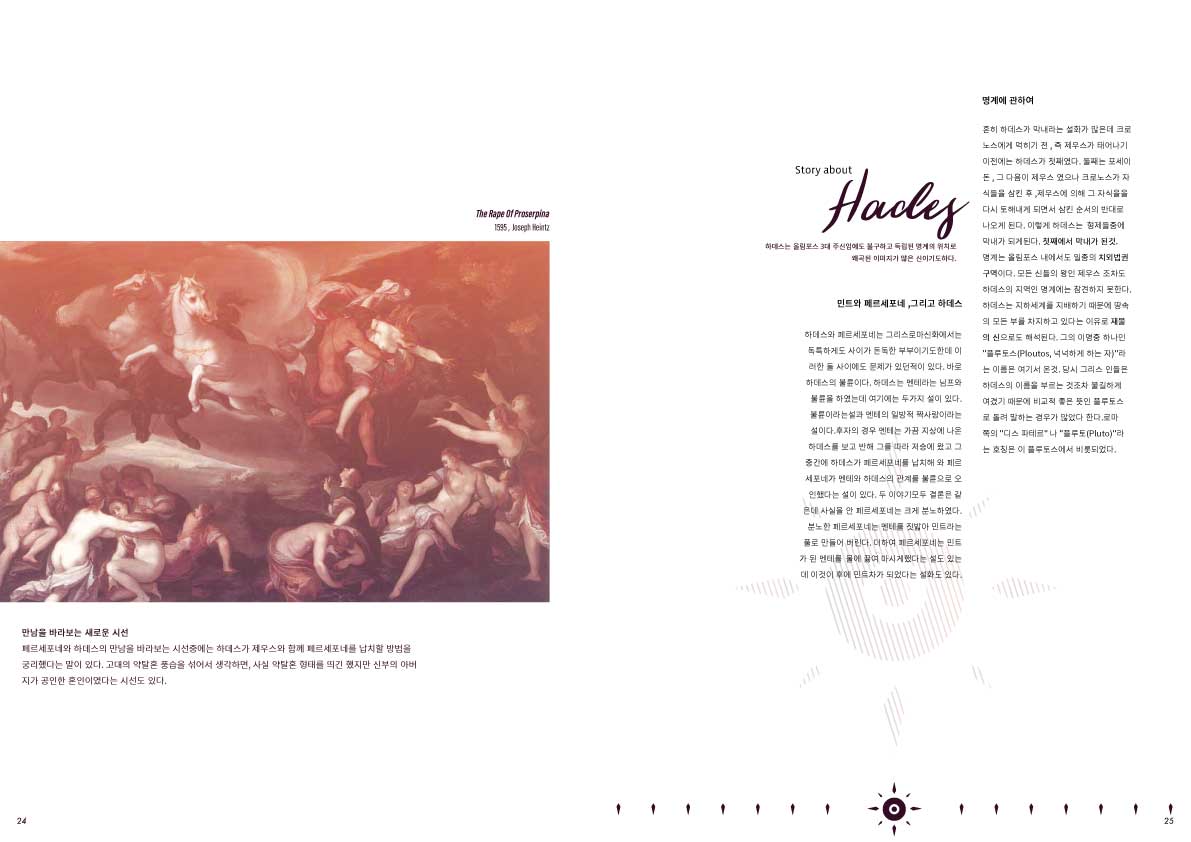 The Rape Of Proserpina
1595 , Joseph Heintz
만남을 바라보는 새로운 시선
페르세포네와 하데스의 만남을 바라보는 시선중에는 하데스가 제우스와 함께 페르세포네를 납치할 방법을
궁리했다는 말이 있다. 고대의 약탈혼 풍습을 섞어서 생각하면, 사실 약탈혼 형태를 띄긴 했지만 신부의 아버
지가 공인한 혼인이였다는 시선도 있다.
24
Story about
Hades
하데스는 올림포스 3대 주신임에도 불구하고 독립된 명계의 위치로
왜곡된 이미지가 많은 신이기도하다.
민트와 페르세포네 ,그리고 하데스
하데스와 페르세포네는 그리스로마신화에서는
독특하게도 사이가 돈독한 부부이기도한데 이
러한 둘 사이에도 문제가 있던적이 있다. 바로
하데스의 불륜이다. 하데스는 멘테라는 님프와
불륜을 하였는데 여기에는 두가지 설이 있다.
불륜이라는설과 멘테의 일방적 짝사랑이라는
설이다.후자의 경우 멘테는 가끔 지상에 나온
하데스를 보고 반해 그를 따라 저승에 왔고 그
중간에 하데스가 페르세포네를 납치해 와 페르
세포네가 멘테와 하데스의 관계를 불륜으로 오
인했다는 설이 있다. 두 이야기모두 결론은 같
은데 사실을 안 페르세포네는 크게 분노하였다.
분노한 페르세포네는 멘테를 짓밟아 민트라는
풀로 만들어 버린다. 더하여 페르세포네는 민트
가 된 멘테를 물에 끓여 마시게했다는 설도 있는
데 이것이 후에 민트차가 되었다는 설화도 있다.
명계에 관하여
흔히 하데스가 막내라는 설화가 많은데 크로
노스에게 먹히기 전 , 즉 제우스가 태어나기
이전에는 하데스가 첫째였다. 둘째는 포세이
돈 , 그 다음이 제우스 였으나 크로노스가 자
식들을 삼킨 후 ,제우스에 의해 그 자식을을
다시 토해내게 되면서 삼킨 순서의 반대로
나오게 된다. 이렇게 하데스는 형제들중에
막내가 되게된다. 첫째에서 막내가 된것.
명계는 올림포스 내에서도 일종의 치외법권
구역이다. 모든 신들의 왕인 제우스 조차도
하데스의 지역인 명계에는 참견하지 못한다.
하데스는 지하세계를 지배하기 때문에 땅속
의 모든 부를 차지하고 있다는 이유로 재물
의 신으로도 해석된다. 그의 이명중 하나인
"플루토스(Ploutos, 넉넉하게 하는 자)"라
는 이름은 여기서 온것. 당시 그리스 인들은
하데스의 이름을 부르는 것조차 불길하게
여겼기 때문에 비교적 좋은 뜻인 플루토스
로 돌려 말하는 경우가 많았다 한다.로마
쪽의 "디스 파테르" 나 "플루토(Pluto)"라
는 호칭은 이 플루토스에서 비롯되었다.
25